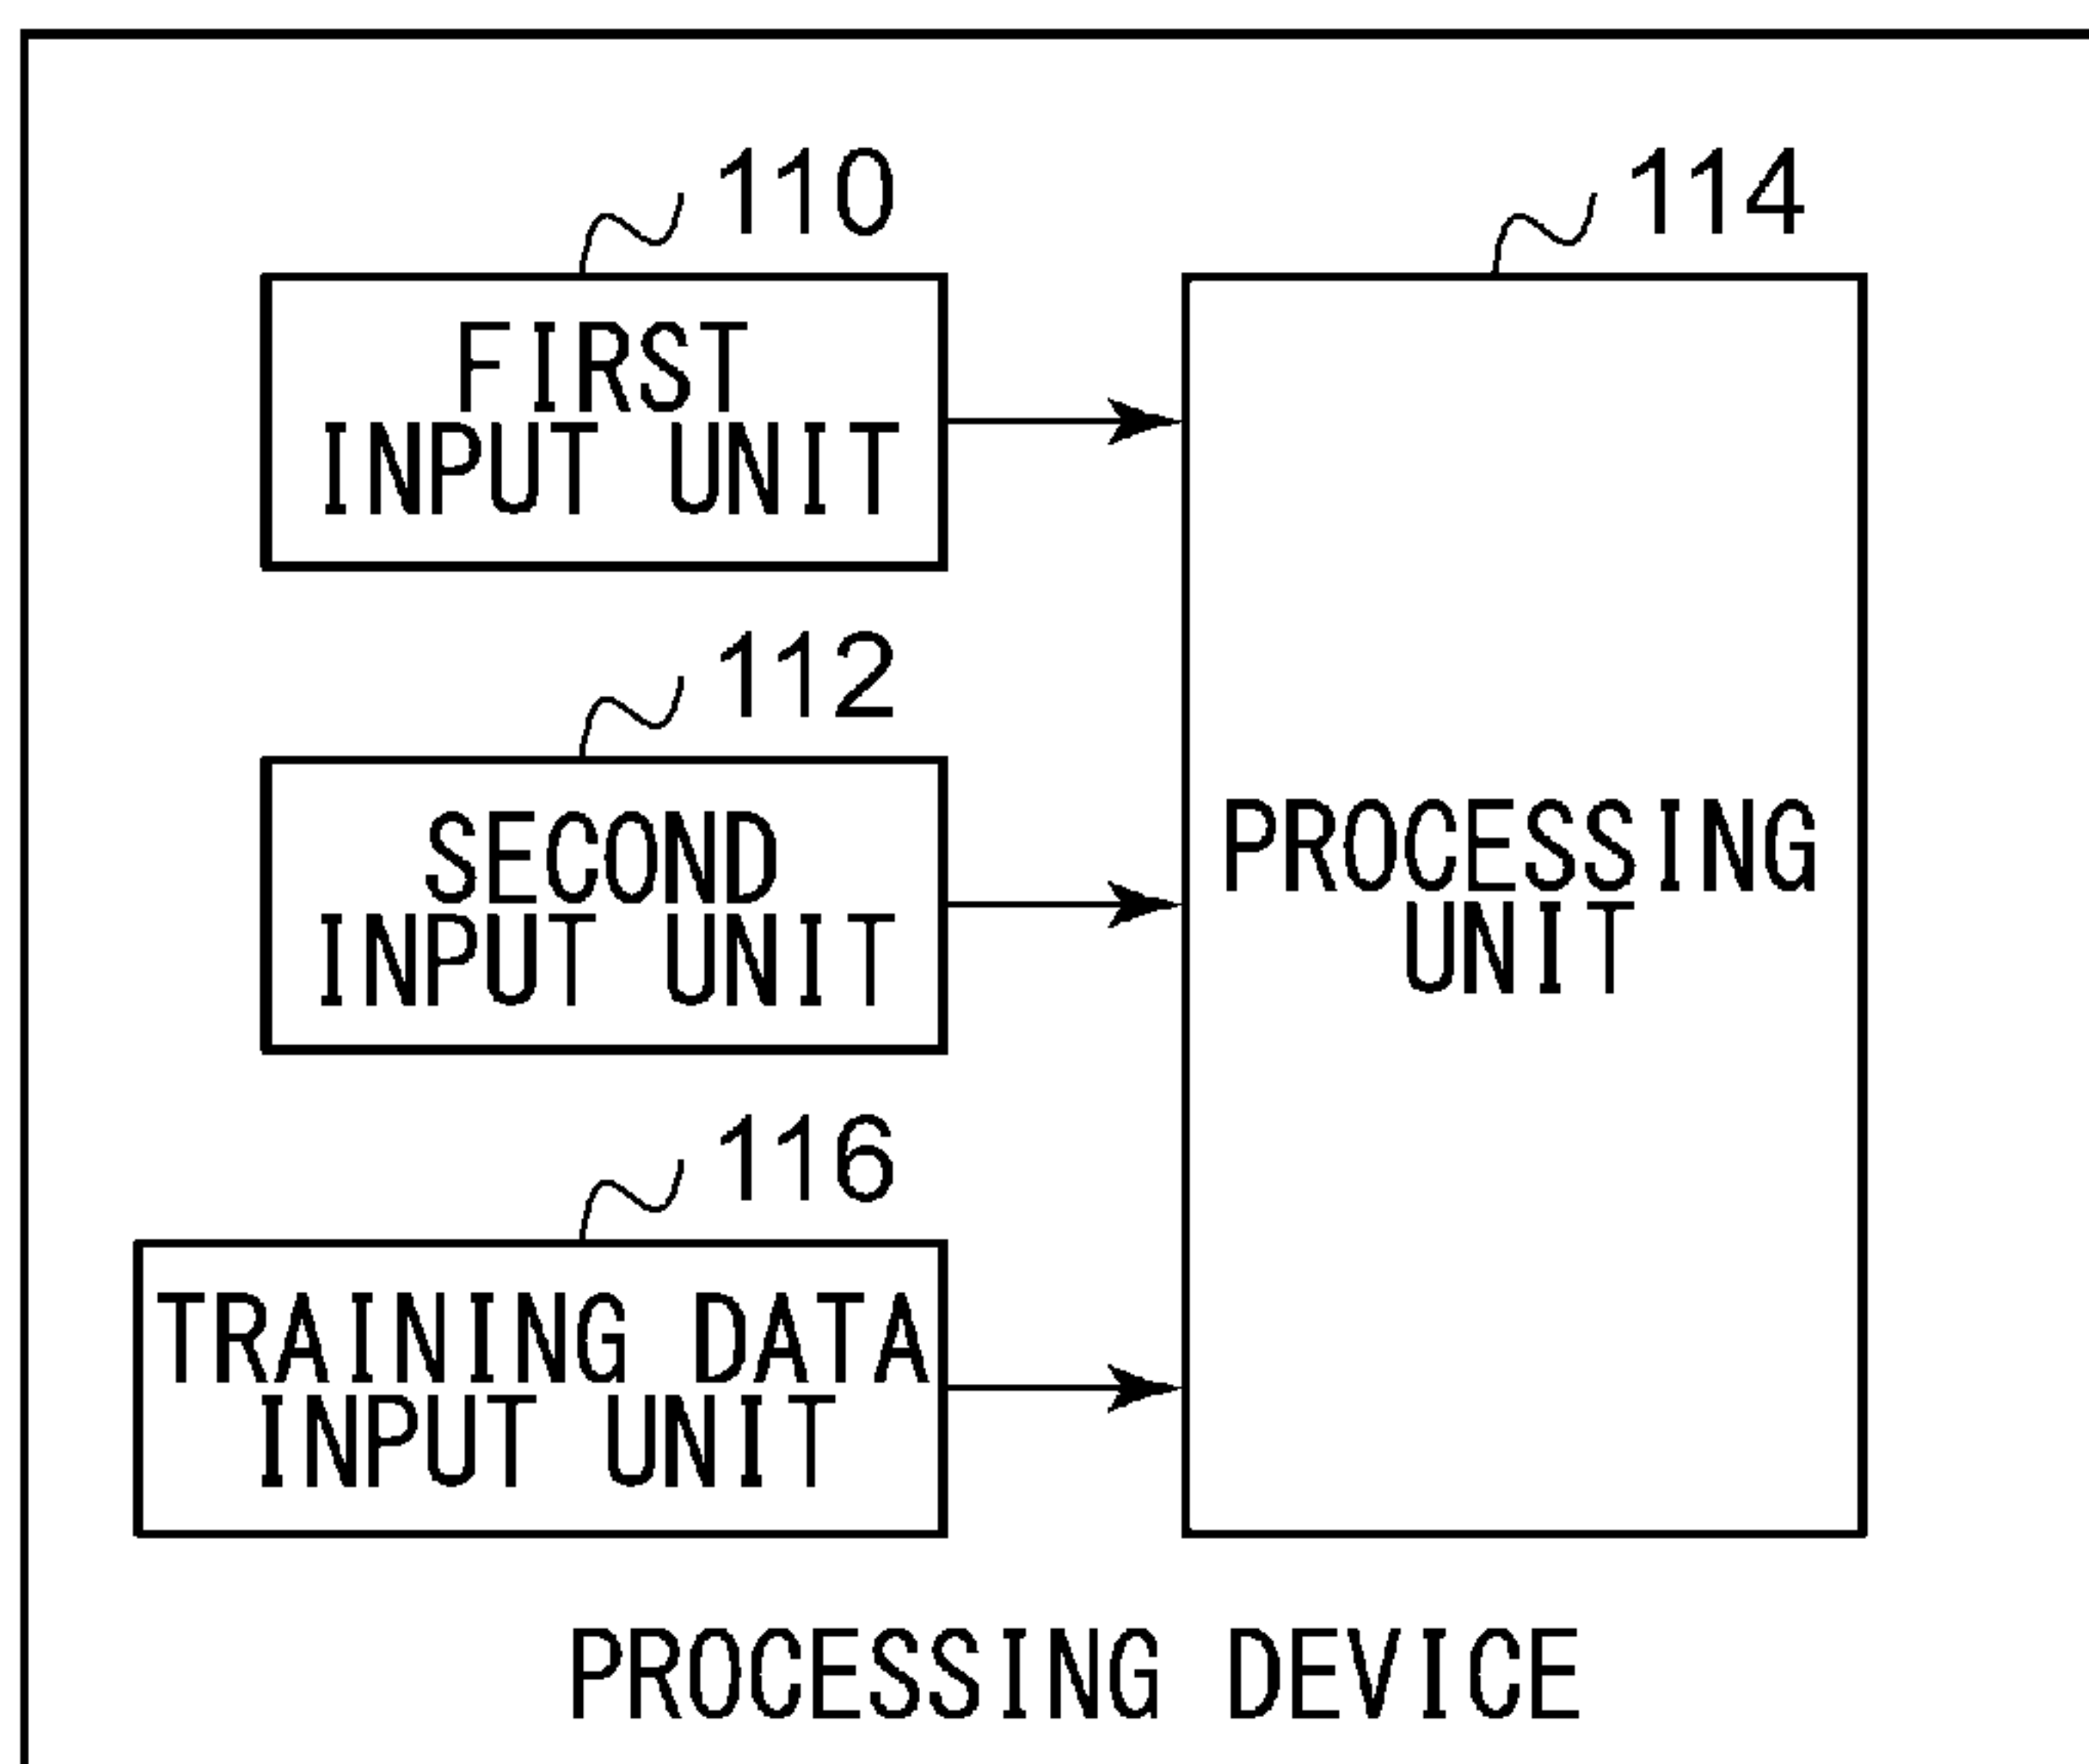 110
114
FIRST
INPUT UNIT
112
SECOND
INPUT UNIT
PROCESSING
UNIT
116
TRAINING DATA
INPUT UNIT
PROCESSING DEVICE